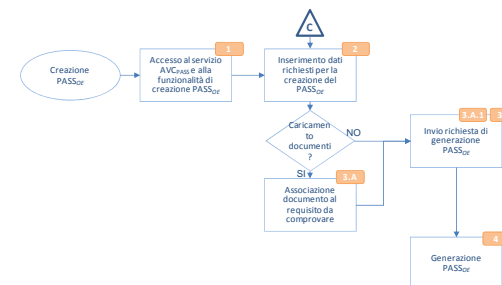 C
1
2
Creazione
PASSOE
Accesso al servizio
AVCPASS e alla
funzionalità di
creazione PASSOE
Inserimento dati
richiesti per la
creazione del
PASSOE
Caricamen
to
documenti
?
NO
SI
3.A.1
3
Invio richiesta di
generazione
PASSOE
3.A
Associazione
documento al
requisito da
comprovare
4
Generazione
PASSOE